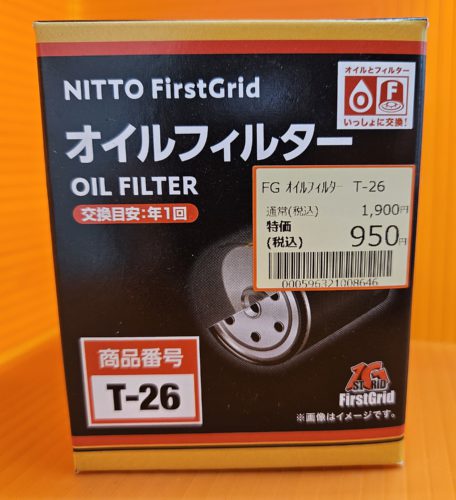 NITTO FirstGrid
オイルとフィルター
F
いっしょに交換!
オイルフィルター
OIL FILTER
交換目安:年1回
FG ｵｲﾙﾌｨﾙﾀｰ T-26
通常(税込) 1,900円
特価
(税込) 950円
0000596321008646
商品番号
T-26
1G
ST GRID
FirstGrid
※画像はイメージです。